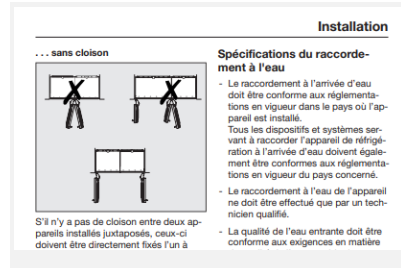 Installation
. . . sans cloison
S'il n'y a pas de cloison entre deux ap-
pareils installés juxtaposés, ceux-ci
doivent être directement fixés l'un à
Spécifications du raccorde-
ment à l'eau
- Le raccordement à l'arrivée d'eau
doit être conforme aux réglementa-
tions en vigueur dans le pays où l'ap-
pareil est installé.
Tous les dispositifs et systèmes ser-
vant à raccorder l'appareil de réfrigé-
ration à l'arrivée d'eau doivent égale-
ment être conformes aux réglementa-
tions en vigueur du pays concerné.
- Le raccordement à l'eau de l'appareil
ne doit être effectué que par un tech-
nicien qualifié.
- La qualité de l'eau entrante doit être
conforme aux exigences en matière